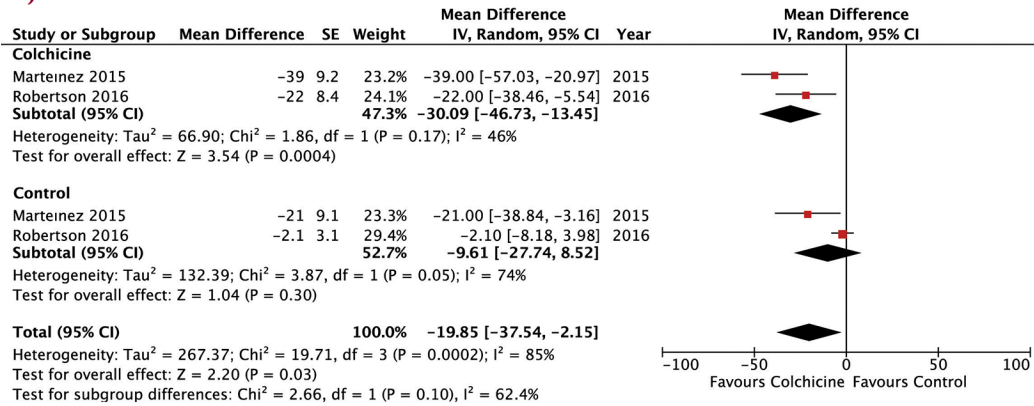 Mean Difference Mean Difference
Study or Subgroup Mean Difference SE Weight IV, Random, 95% CI Year IV, Random, 95% CI
Colchicine
Marteınez 2015 −39 9.2 23.2% −39.00 [−57.03, −20.97] 2015
Robertson 2016 −22 8.4 24.1% −22.00 [−38.46, −5.54] 2016
Subtotal (95% CI) 47.3% −30.09 [−46.73, −13.45]
Heterogeneity: Tau² = 66.90; Chi² = 1.86, df = 1 (P = 0.17); I² = 46%
Test for overall effect: Z = 3.54 (P = 0.0004)
Control
Marteınez 2015 −21 9.1 23.3% −21.00 [−38.84, −3.16] 2015
Robertson 2016 −2.1 3.1 29.4% −2.10 [−8.18, 3.98] 2016
Subtotal (95% CI) 52.7% −9.61 [−27.74, 8.52]
Heterogeneity: Tau² = 132.39; Chi² = 3.87, df = 1 (P = 0.05); I² = 74%
Test for overall effect: Z = 1.04 (P = 0.30)
Total (95% CI) 100.0% −19.85 [−37.54, −2.15]
Heterogeneity: Tau² = 267.37; Chi² = 19.71, df = 3 (P = 0.0002); I² = 85%
Test for overall effect: Z = 2.20 (P = 0.03)
Test for subgroup differences: Chi² = 2.66, df = 1 (P = 0.10), I² = 62.4%
−100 −50 0 50 100
Favours Colchicine Favours Control